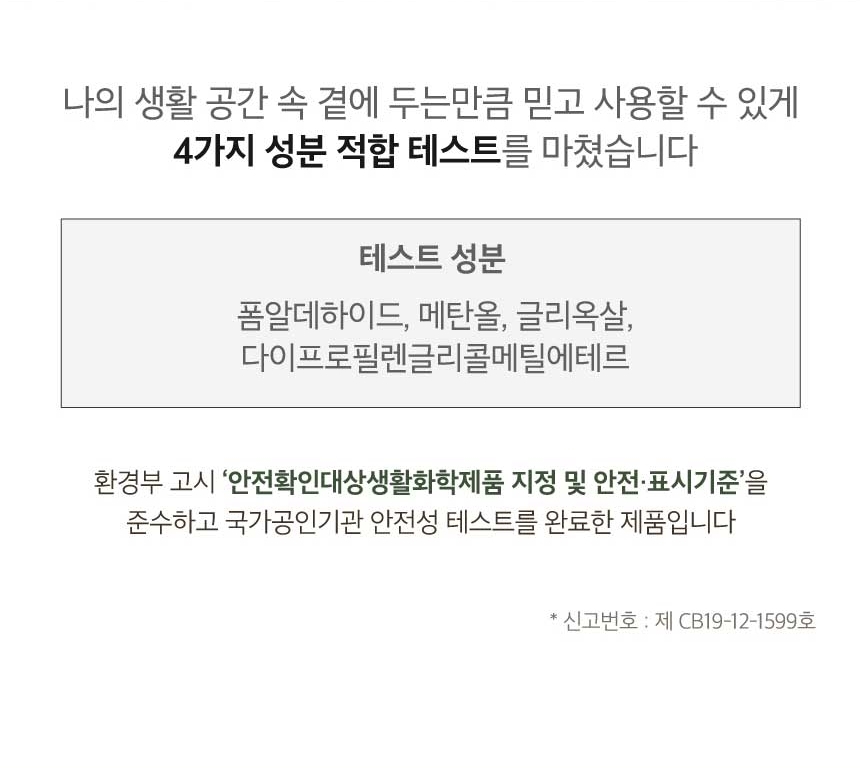 나의 생활 공간 속 곁에 두는만큼 믿고 사용할 수 있게
4가지 성분 적합 테스트를 마쳤습니다
테스트 성분
폼알데하이드, 메탄올, 글리옥살,
다이프로필렌글리콜메틸에테르
환경부 고시 ‘안전확인대상생활화학제품 지정 및 안전·표시기준’을
준수하고 국가공인기관 안전성 테스트를 완료한 제품입니다
* 신고번호 : 제 CB19-12-1599호